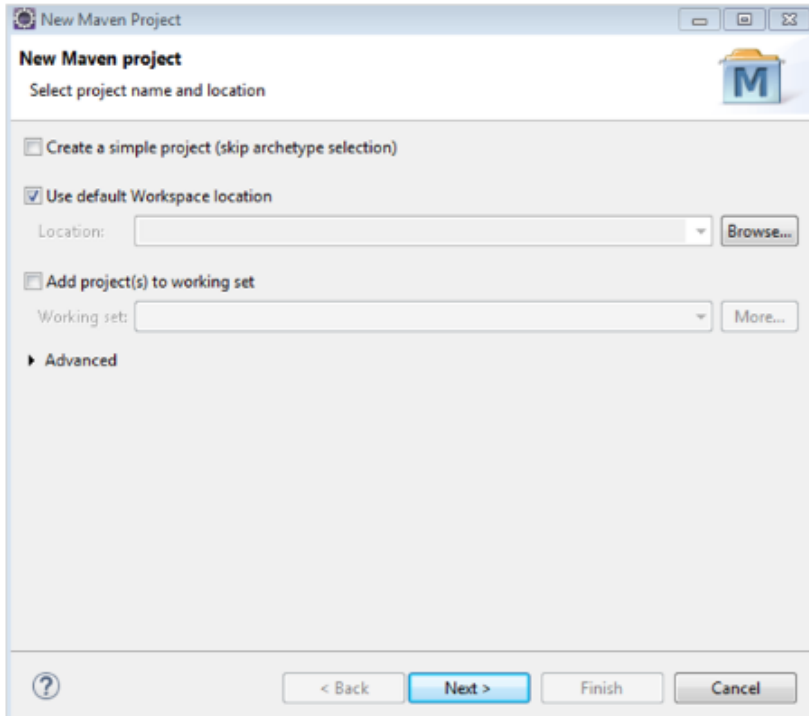 New Maven Project
New Maven project
Select project name and location
M
Create a simple project (skip archetype selection)
Use default Workspace location
Location:
Browse...
Add project(s) to working set
Working set:
More...
Advanced
?
< Back
Next >
Finish
Cancel